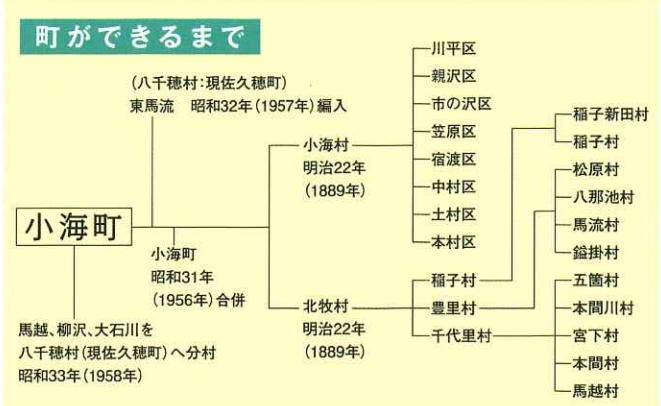 町ができるまで
(八千穂村:現佐久穂町)
東馬流 昭和32年(1957年)編入
小海町
小海町
昭和31年
(1956年)合併
馬越、柳沢、大石川を
八千穂村(現佐久穂町)へ分村
昭和33年(1958年)
小海村
明治22年
(1889年)
川平区
親沢区
市の沢区
笠原区
宿渡区
中村区
土村区
本村区
北牧村
明治22年
(1889年)
稲子村
豊里村
千代里村
稲子新田村
稲子村
松原村
八那池村
馬流村
鎰掛村
五箇村
本間川村
宮下村
本間村
馬越村